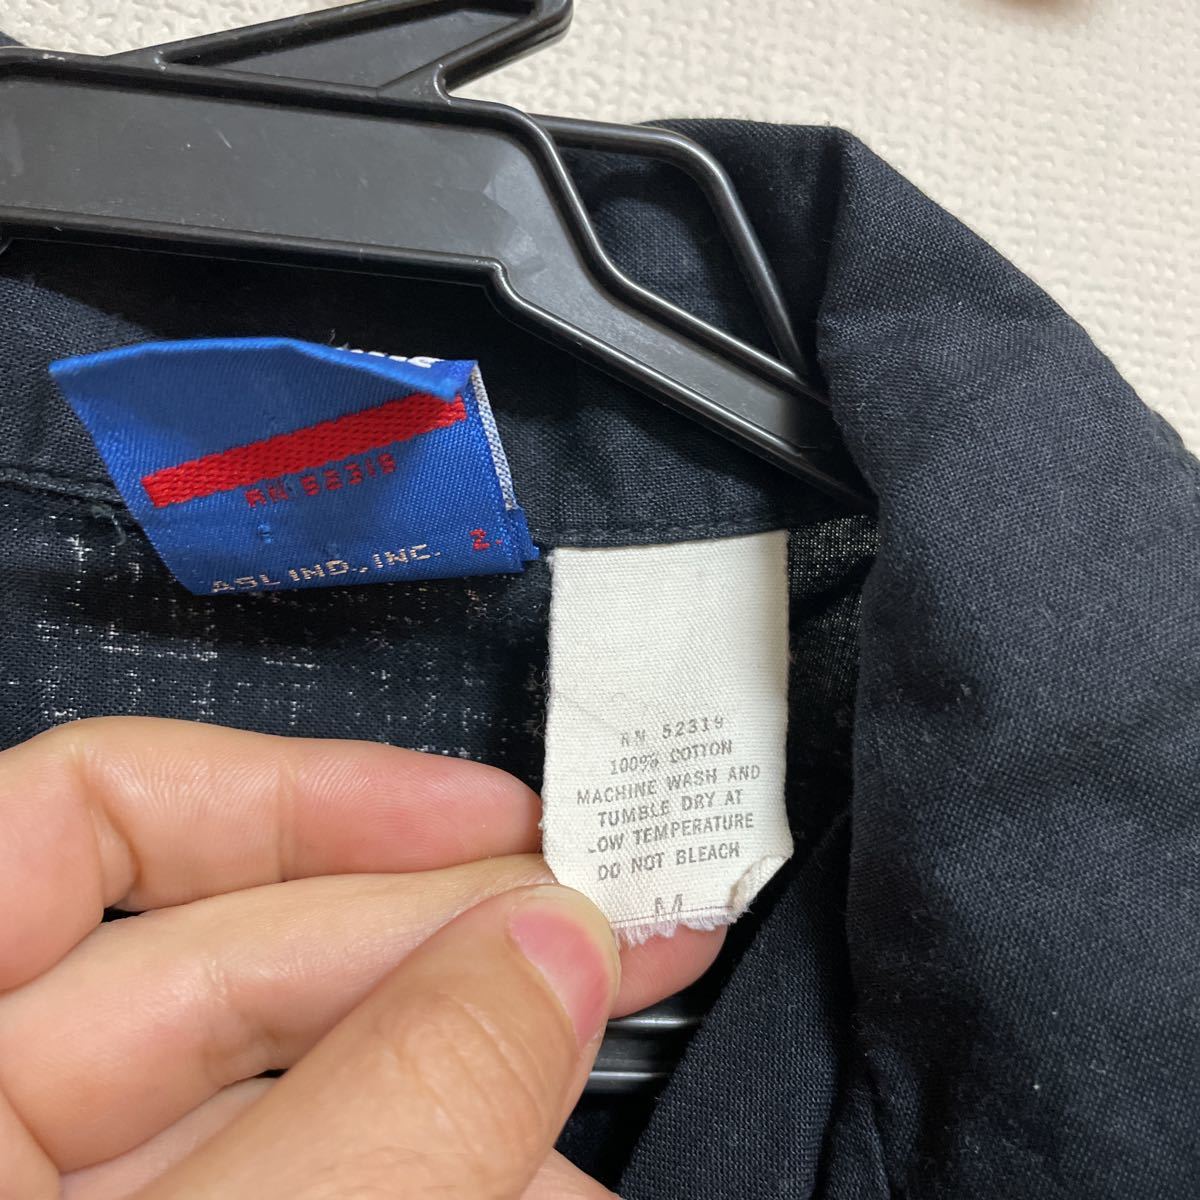 RN 52319
ASL IND.,INC.
RN 52319
100% COTTON
MACHINE WASH AND
TUMBLE DRY AT
LOW TEMPERATURE
DO NOT BLEACH
M